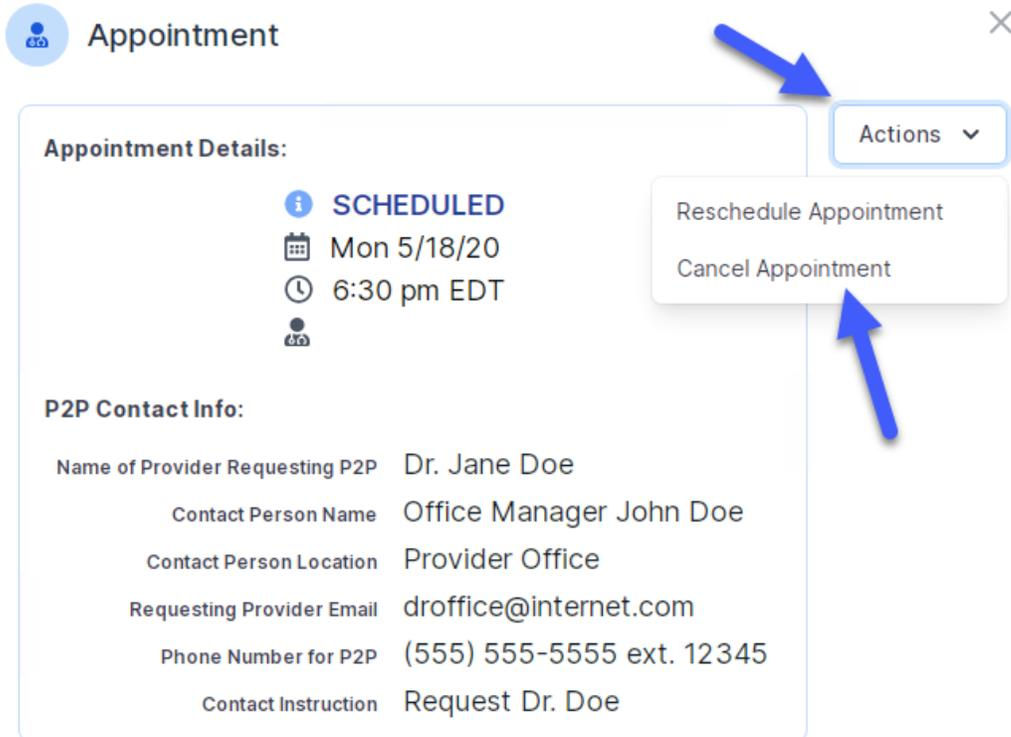 Appointment
Actions
Appointment Details:
SCHEDULED
Mon 5/18/20
6:30 pm EDT
Reschedule Appointment
Cancel Appointment
P2P Contact Info:
Name of Provider Requesting P2P Dr. Jane Doe
Contact Person Name Office Manager John Doe
Contact Person Location Provider Office
Requesting Provider Email droffice@internet.com
Phone Number for P2P (555) 555-5555 ext. 12345
Contact Instruction Request Dr. Doe